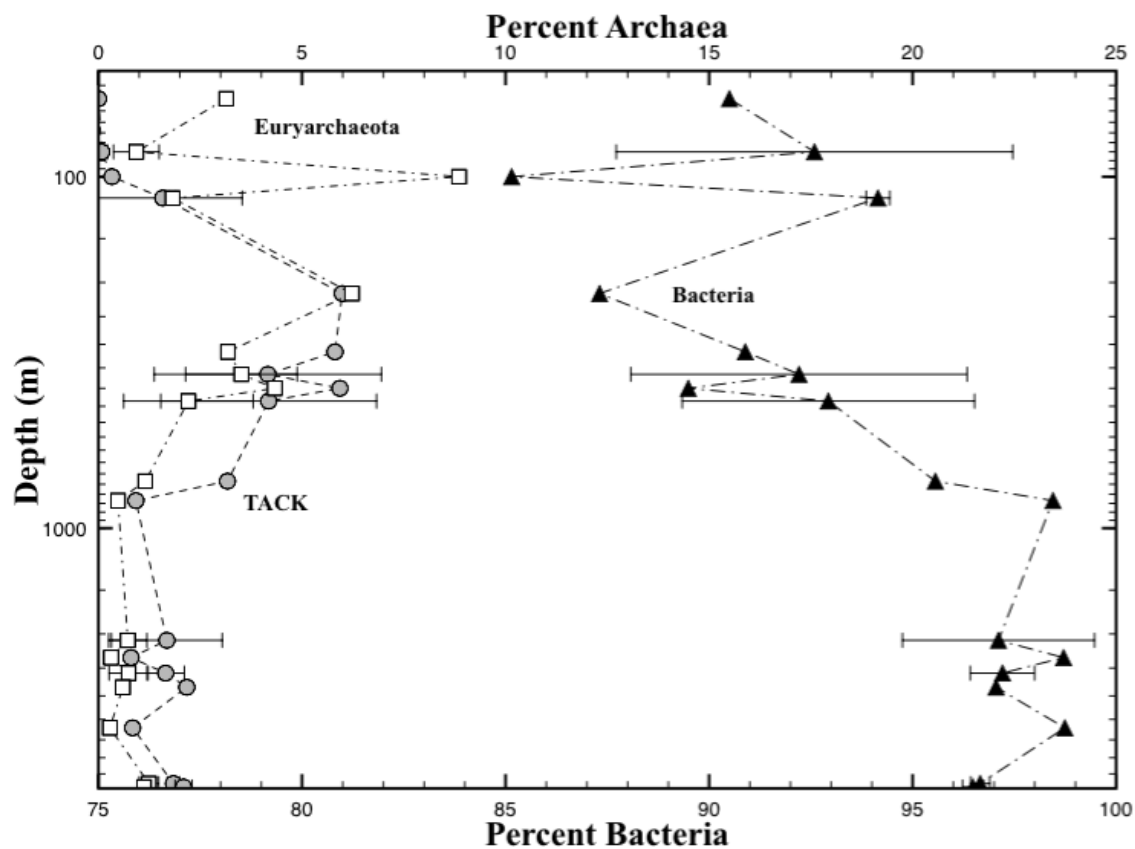 Percent Archaea
0 5 10 15 20 25
Euryarchaeota
100
Bacteria
Depth (m)
TACK
1000
75 80 85 90 95 100
Percent Bacteria